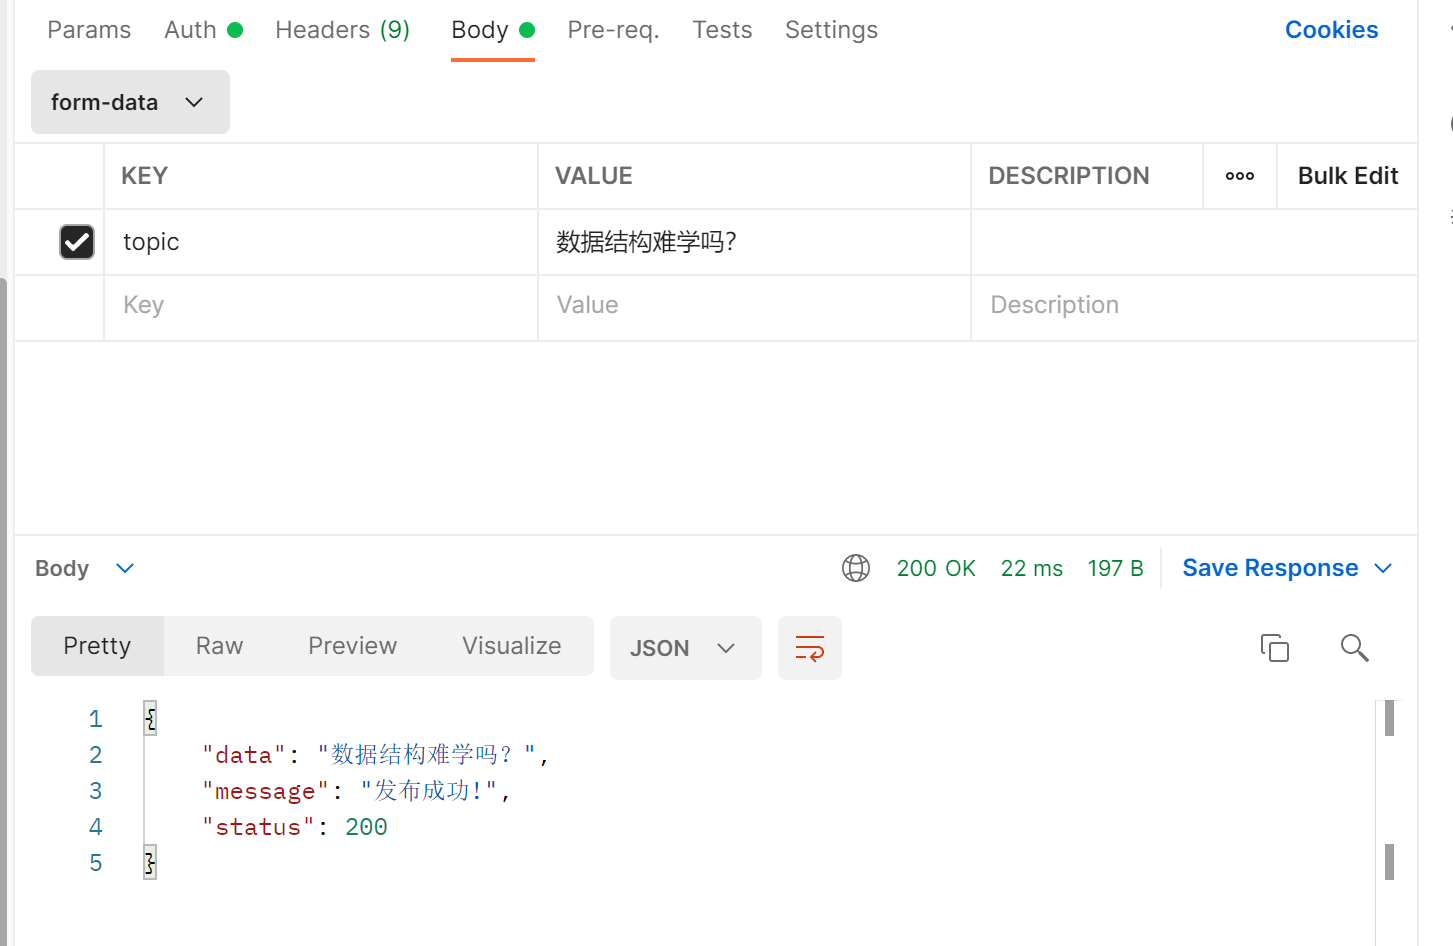 Params Auth Headers (9) Body Pre-req. Tests Settings Cookies
form-data
KEY VALUE DESCRIPTION ooo Bulk Edit
topic 数据结构难学吗?
Key Value Description
Body 200 OK 22 ms 197 B Save Response
Pretty Raw Preview Visualize JSON
1 {
2 "data": "数据结构难学吗？",
3 "message": "发布成功!",
4 "status": 200
5 }